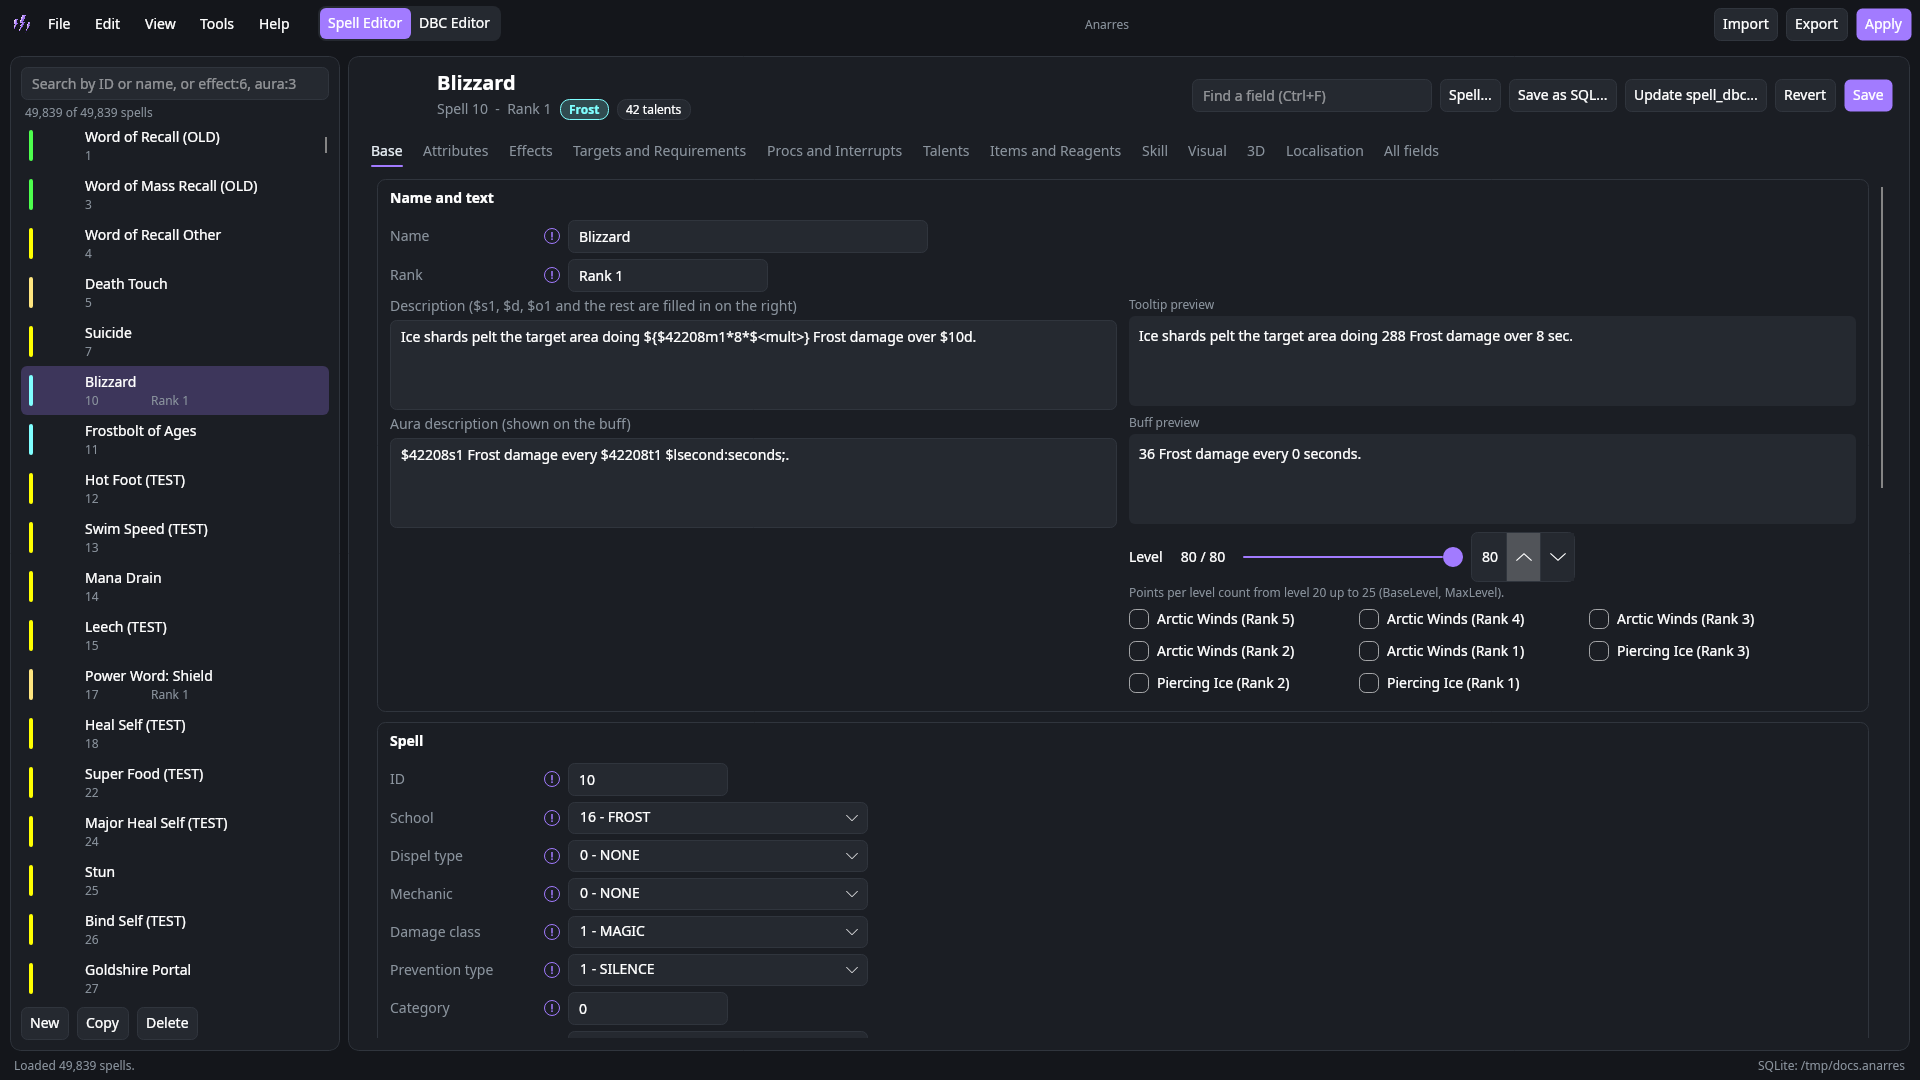 File Edit View Tools Help Spell Editor DBC Editor Anarres Import Export Apply
Search by ID or name, or effect:6, aura:3
49,839 of 49,839 spells
Word of Recall (OLD)
1
Word of Mass Recall (OLD)
3
Word of Recall Other
4
Death Touch
5
Suicide
7
Blizzard
10 Rank 1
Frostbolt of Ages
11
Hot Foot (TEST)
12
Swim Speed (TEST)
13
Mana Drain
14
Leech (TEST)
15
Power Word: Shield
17 Rank 1
Heal Self (TEST)
18
Super Food (TEST)
22
Major Heal Self (TEST)
24
Stun
25
Bind Self (TEST)
26
Goldshire Portal
27
New Copy Delete
Blizzard
Spell 10 - Rank 1 Frost 42 talents
Find a field (Ctrl+F) Spell... Save as SQL... Update spell_dbc... Revert Save
Base Attributes Effects Targets and Requirements Procs and Interrupts Talents Items and Reagents Skill Visual 3D Localisation All fields
Name and text
Name Blizzard
Rank Rank 1
Description ($s1, $d, $o1 and the rest are filled in on the right)
Ice shards pelt the target area doing ${$42208m1*8*$<mult>} Frost damage over $10d.
Tooltip preview
Ice shards pelt the target area doing 288 Frost damage over 8 sec.
Aura description (shown on the buff)
$42208s1 Frost damage every $42208t1 $lsecond:seconds;.
Buff preview
36 Frost damage every 0 seconds.
Level 80 / 80 80
Points per level count from level 20 up to 25 (BaseLevel, MaxLevel).
Arctic Winds (Rank 5) Arctic Winds (Rank 4) Arctic Winds (Rank 3)
Arctic Winds (Rank 2) Arctic Winds (Rank 1) Piercing Ice (Rank 3)
Piercing Ice (Rank 2) Piercing Ice (Rank 1)
Spell
ID 10
School 16 - FROST
Dispel type 0 - NONE
Mechanic 0 - NONE
Damage class 1 - MAGIC
Prevention type 1 - SILENCE
Category 0
Loaded 49,839 spells.
SQLite: /tmp/docs.anarres